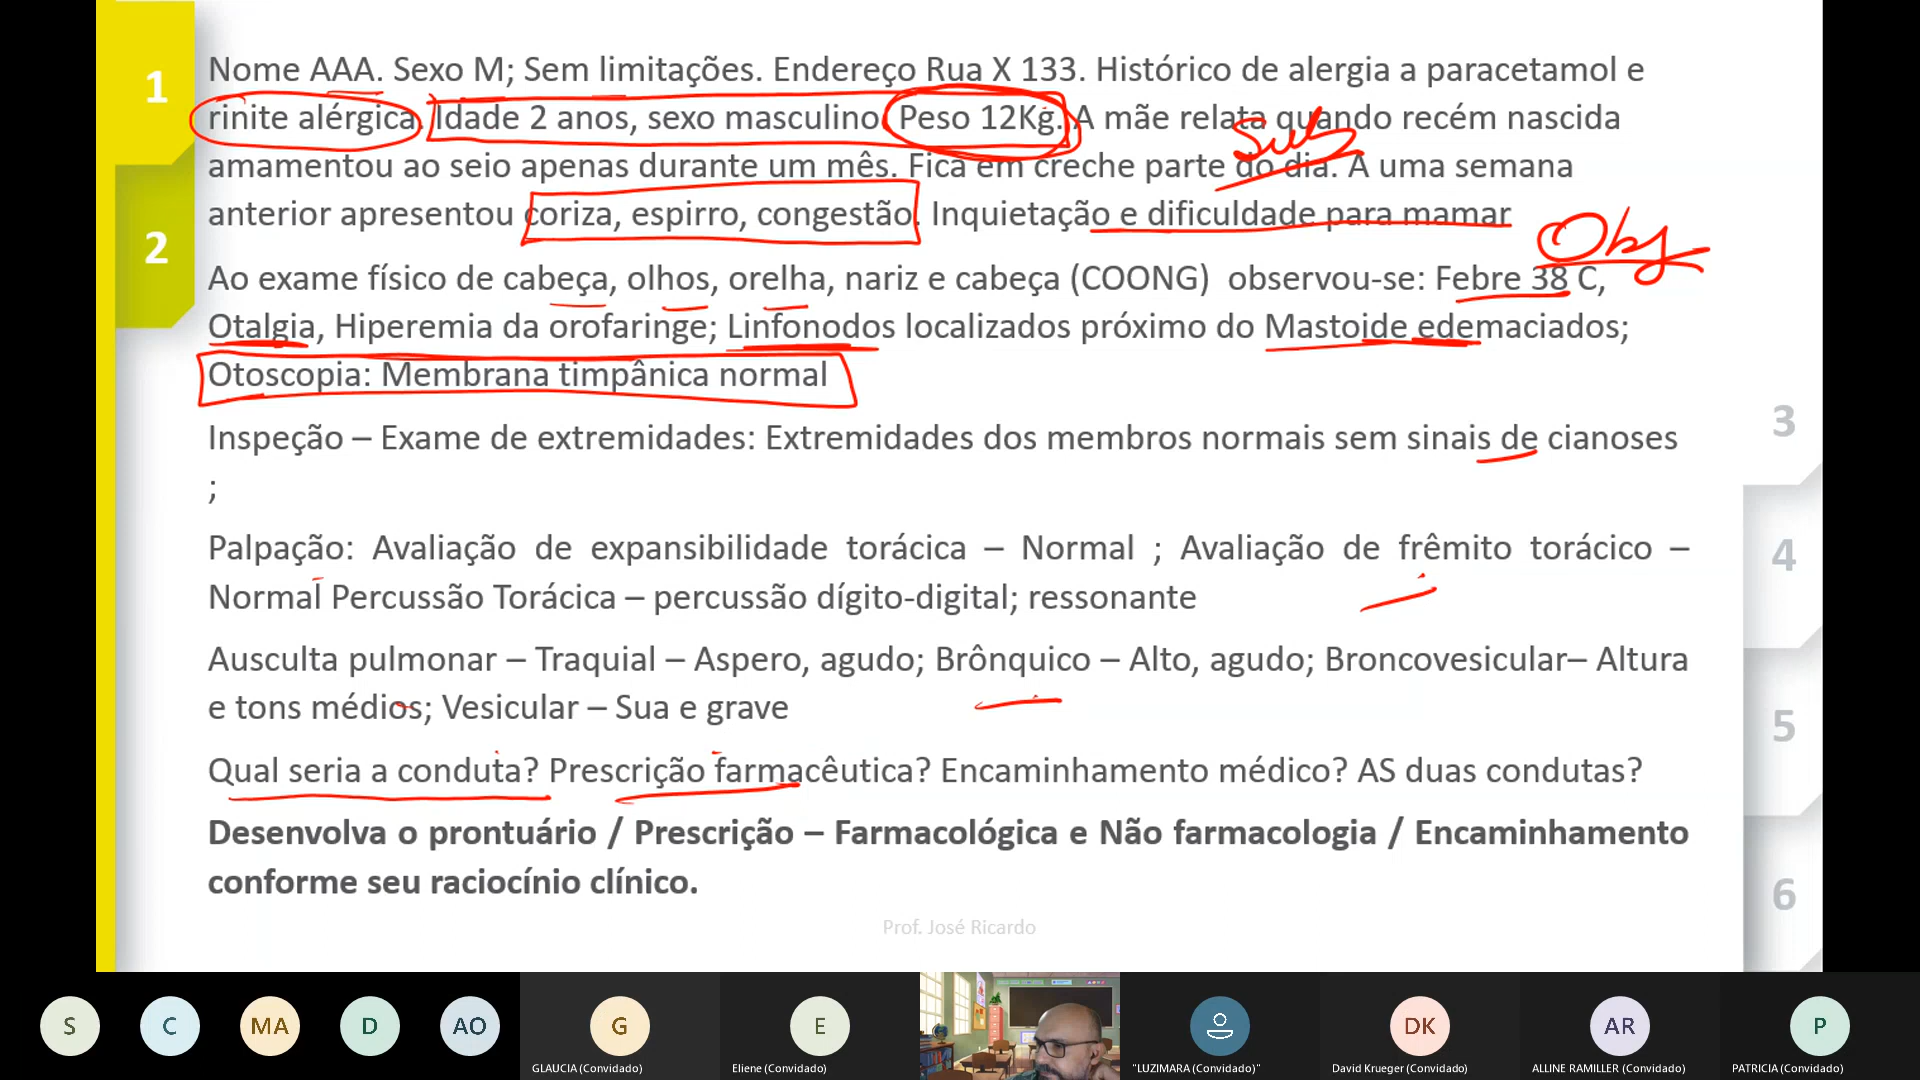 1
Nome AAA. Sexo M; Sem limitações. Endereço Rua X 133. Histórico de alergia a paracetamol e
rinite alérgica. Idade 2 anos, sexo masculino. Peso 12Kg. A mãe relata quando recém nascida
Sub
amamentou ao seio apenas durante um mês. Fica em creche parte do dia. A uma semana
2
anterior apresentou coriza, espirro, congestão. Inquietação e dificuldade para mamar
Obj
Ao exame físico de cabeça, olhos, orelha, nariz e cabeça (COONG) observou-se: Febre 38 C,
Otalgia, Hiperemia da orofaringe; Linfonodos localizados próximo do Mastoide edemaciados;
Otoscopia: Membrana timpânica normal
Inspeção – Exame de extremidades: Extremidades dos membros normais sem sinais de cianoses
;
3
Palpação: Avaliação de expansibilidade torácica – Normal ; Avaliação de frêmito torácico –
Normal Percussão Torácica – percussão dígito-digital; ressonante
4
Ausculta pulmonar – Traquial – Aspero, agudo; Brônquico – Alto, agudo; Broncovesicular– Altura
e tons médios; Vesicular – Sua e grave
5
Qual seria a conduta? Prescrição farmacêutica? Encaminhamento médico? AS duas condutas?
Desenvolva o prontuário / Prescrição – Farmacológica e Não farmacologia / Encaminhamento
conforme seu raciocínio clínico.
6
Prof. José Ricardo
S C MA D AO G E DK AR P
GLAUCIA (Convidado) Eliene (Convidado) "LUZIMARA (Convidado)" David Krueger (Convidado) ALLINE RAMILLER (Convidado) PATRICIA (Convidado)